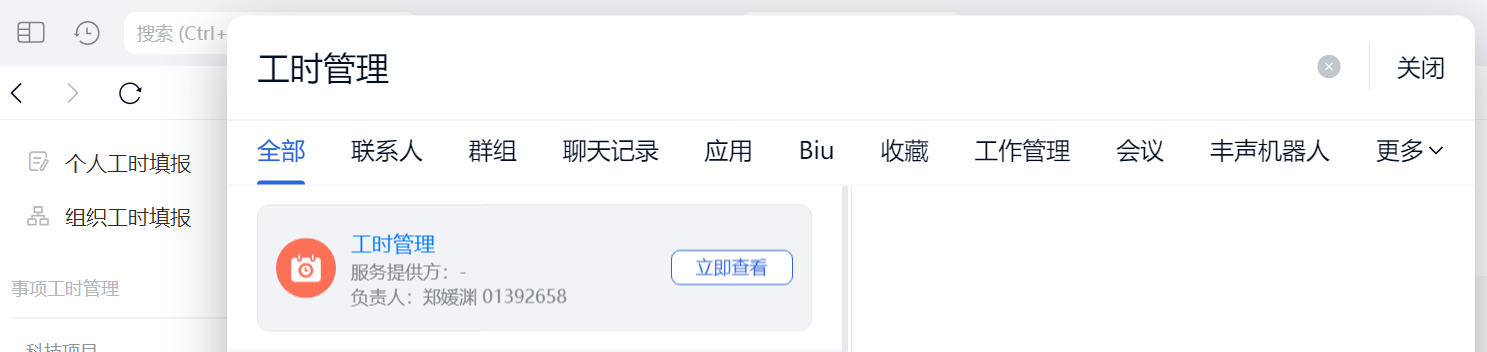 搜索 (Ctrl+
工时管理
关闭
个人工时填报
组织工时填报
事项工时管理
科技项目
全部 联系人 群组 聊天记录 应用 Biu 收藏 工作管理 会议 丰声机器人 更多
工时管理
服务提供方：-
负责人：郑媛渊 01392658
立即查看